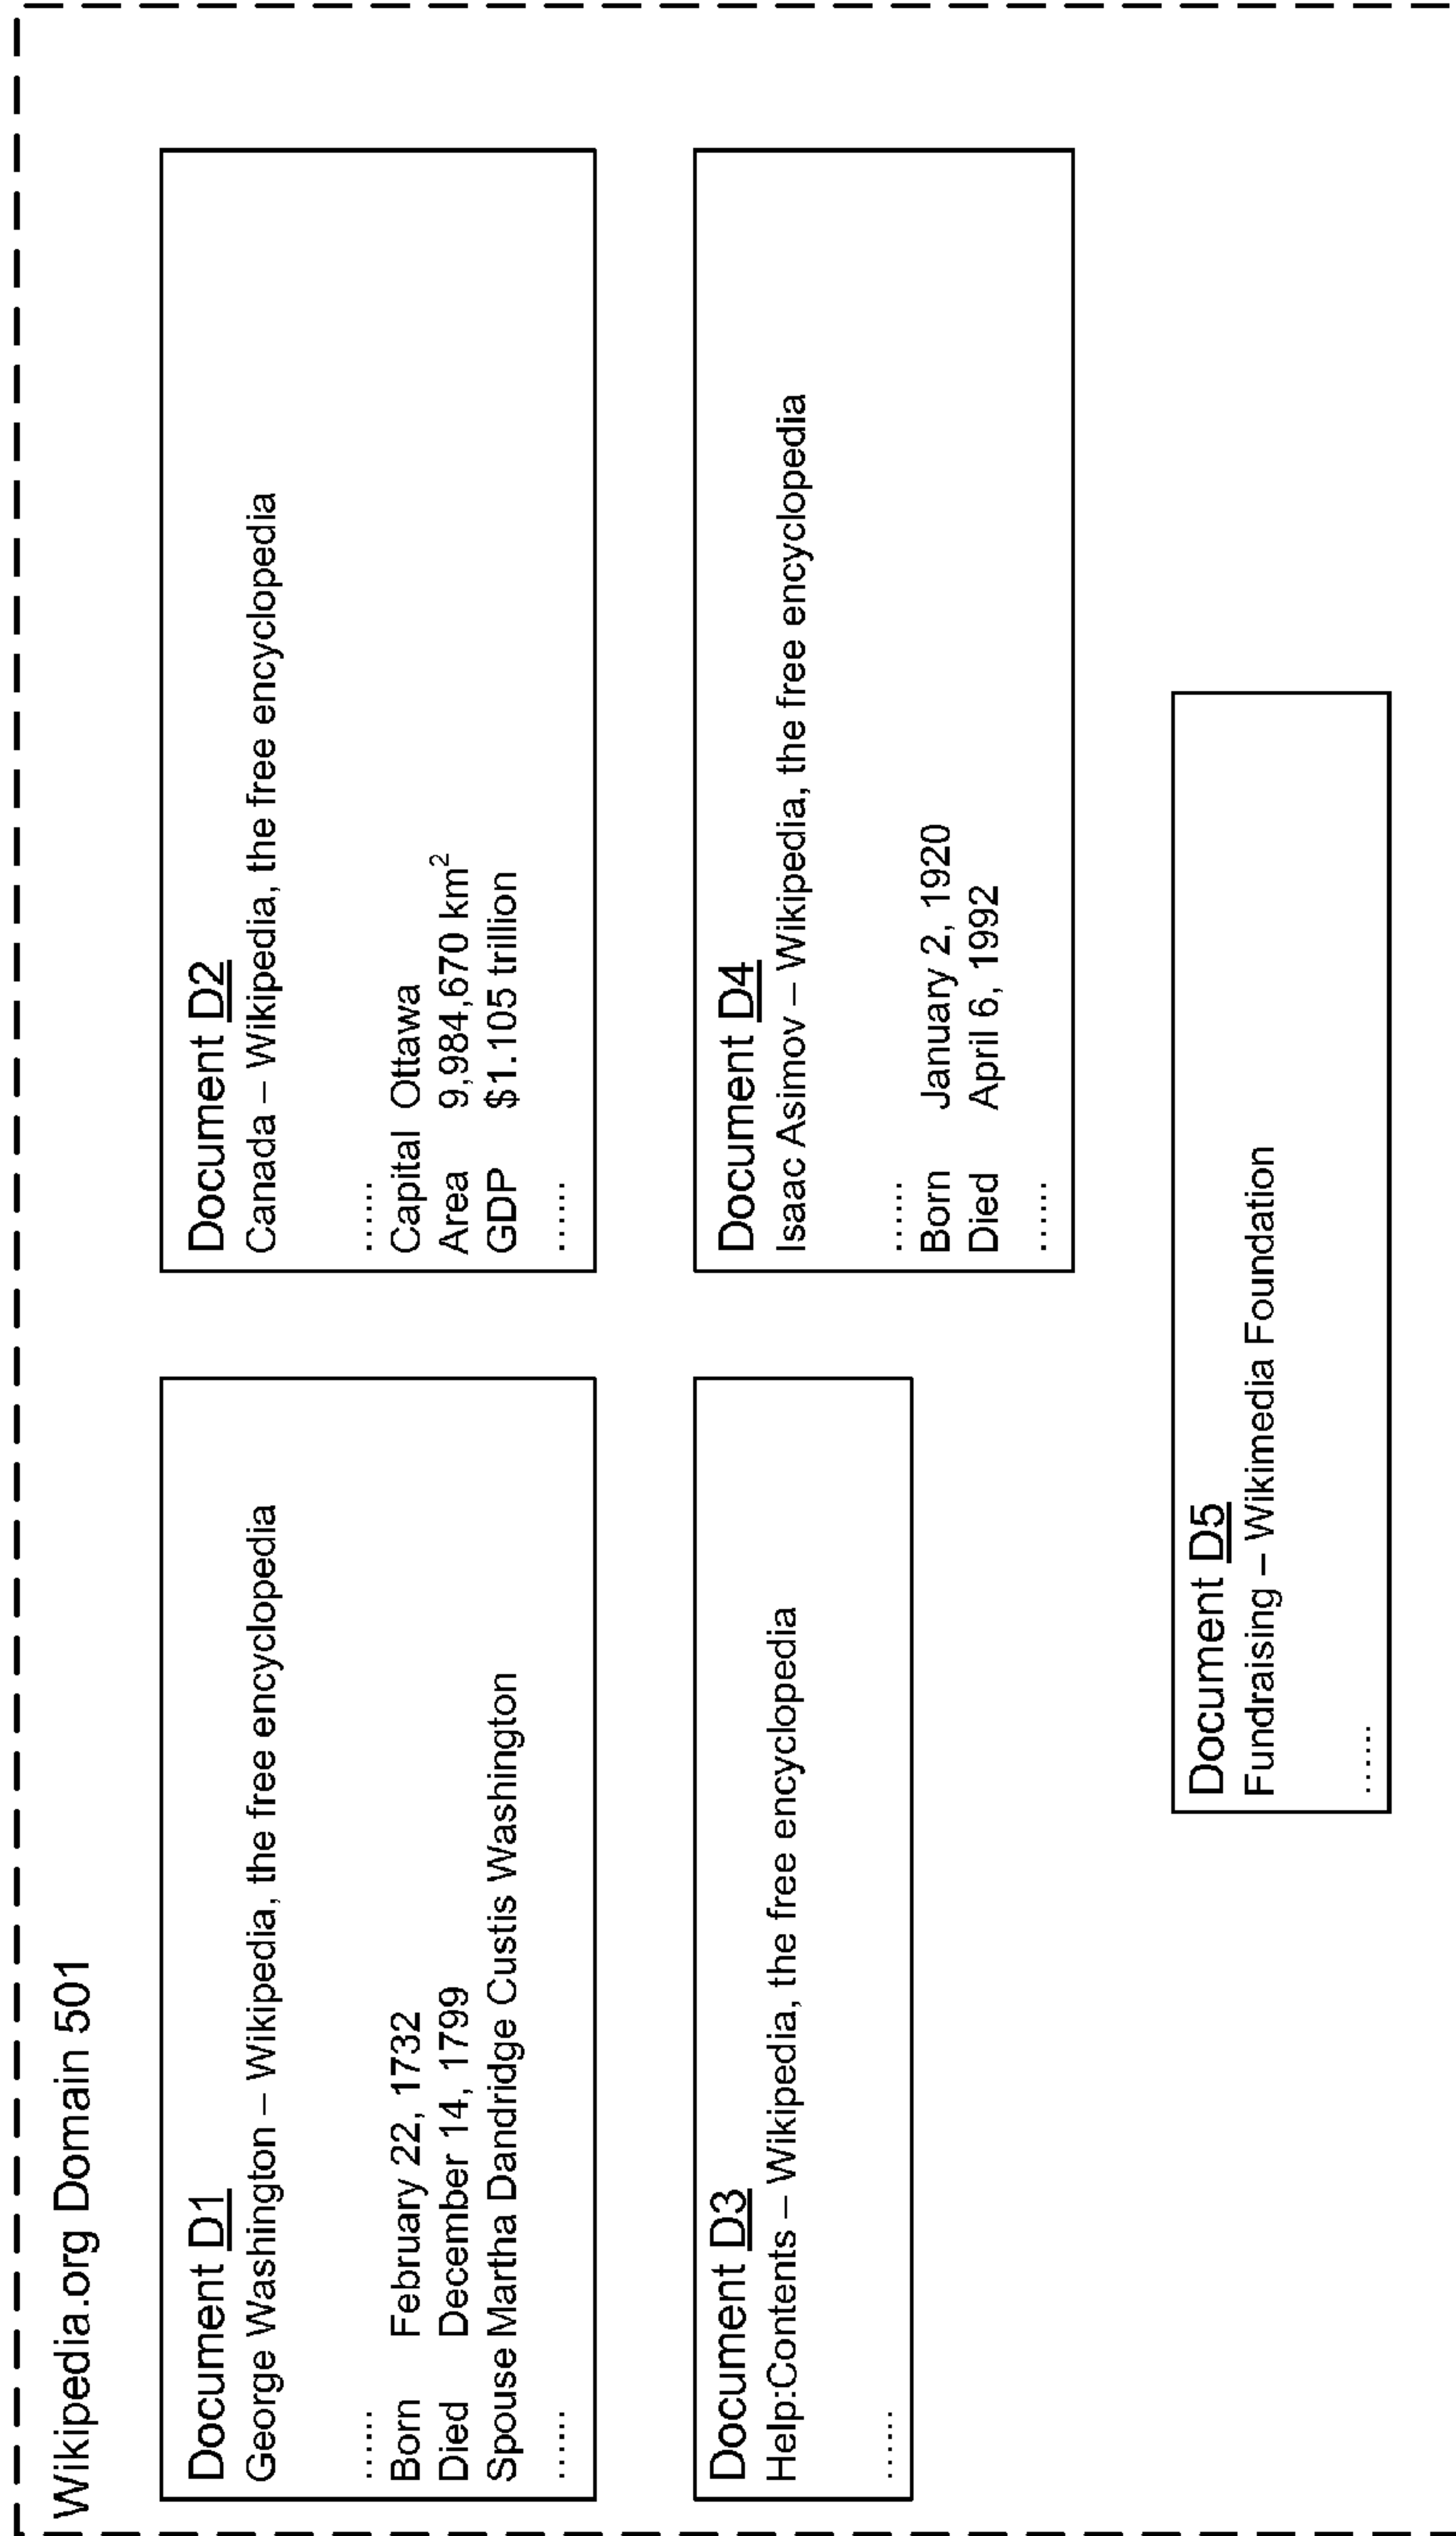 Wikipedia.org Domain 501
Document D1
George Washington – Wikipedia, the free encyclopedia
......
Born February 22, 1732
Died December 14, 1799
Spouse Martha Dandridge Custis Washington
......
Document D2
Canada – Wikipedia, the free encyclopedia
......
Capital Ottawa
Area 9,984,670 km²
GDP $1.105 trillion
......
Document D3
Help:Contents – Wikipedia, the free encyclopedia
......
Document D4
Isaac Asimov – Wikipedia, the free encyclopedia
......
Born January 2, 1920
Died April 6, 1992
......
Document D5
Fundraising – Wikimedia Foundation
......